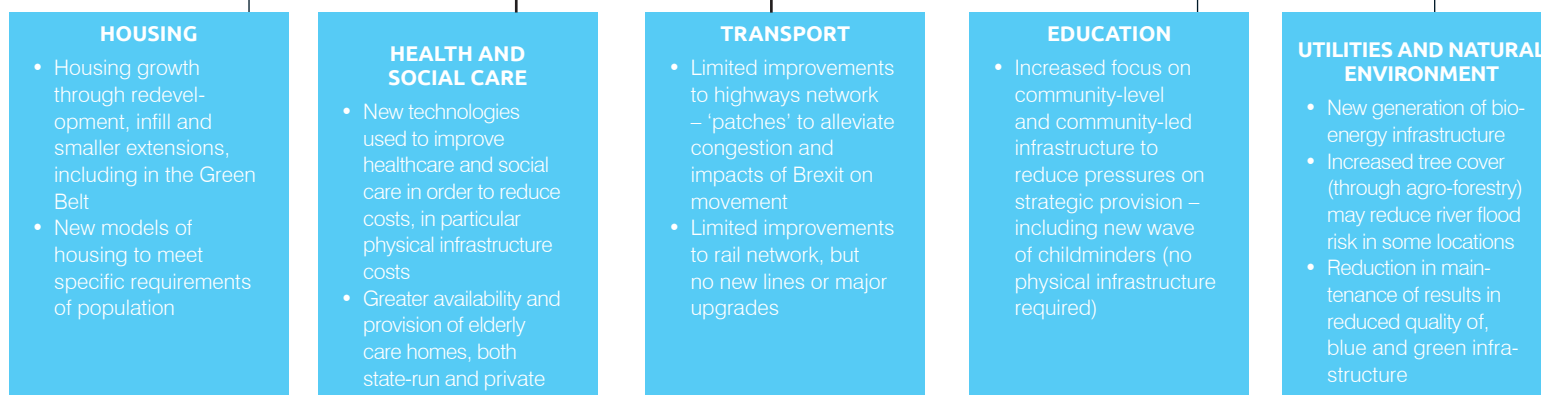 HOUSING
• Housing growth
through redevel-
opment, infill and
smaller extensions,
including in the Green
Belt
• New models of
housing to meet
specific requirements
of population
HEALTH AND
SOCIAL CARE
• New technologies
used to improve
healthcare and social
care in order to reduce
costs, in particular
physical infrastructure
costs
• Greater availability and
provision of elderly
care homes, both
state-run and private
TRANSPORT
• Limited improvements
to highways network
– ‘patches’ to alleviate
congestion and
impacts of Brexit on
movement
• Limited improvements
to rail network, but
no new lines or major
upgrades
EDUCATION
• Increased focus on
community-level
and community-led
infrastructure to
reduce pressures on
strategic provision –
including new wave
of childminders (no
physical infrastructure
required)
UTILITIES AND NATURAL
ENVIRONMENT
• New generation of bio-
energy infrastructure
• Increased tree cover
(through agro-forestry)
may reduce river flood
risk in some locations
• Reduction in main-
tenance of results in
reduced quality of,
blue and green infra-
structure